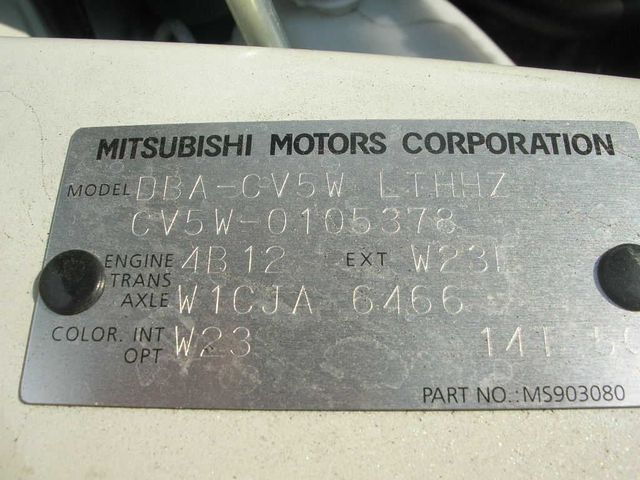 MITSUBISHI MOTORS CORPORATION
MODEL DBA-CV5W LTHHZ
CV5W-0105378
ENGINE 4B12 EXT
TRANS
AXLE W1CJA 6466
COLOR. INT W23
OPT 14T
PART NO.:MS903080